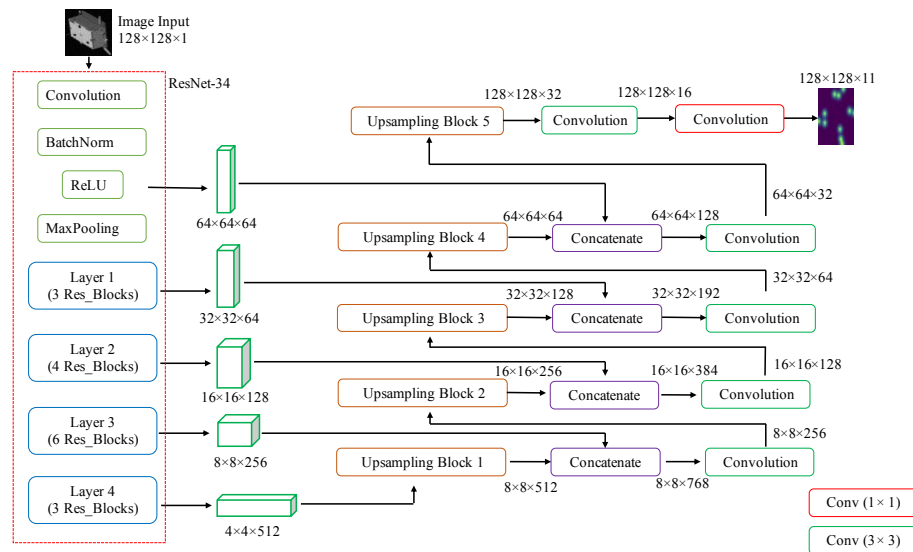 Image Input
128×128×1
ResNet-34
Convolution
BatchNorm
ReLU
MaxPooling
Layer 1
(3 Res_Blocks)
Layer 2
(4 Res_Blocks)
Layer 3
(6 Res_Blocks)
Layer 4
(3 Res_Blocks)
64×64×64
32×32×64
16×16×128
8×8×256
4×4×512
Upsampling Block 5
128×128×32
Convolution
128×128×16
Convolution
128×128×11
64×64×32
Upsampling Block 4
64×64×64
Concatenate
64×64×128
Convolution
32×32×64
Upsampling Block 3
32×32×128
Concatenate
32×32×192
Convolution
16×16×128
Upsampling Block 2
16×16×256
Concatenate
16×16×384
Convolution
8×8×256
Upsampling Block 1
8×8×512
Concatenate
8×8×768
Convolution
Conv (1× 1)
Conv (3× 3)